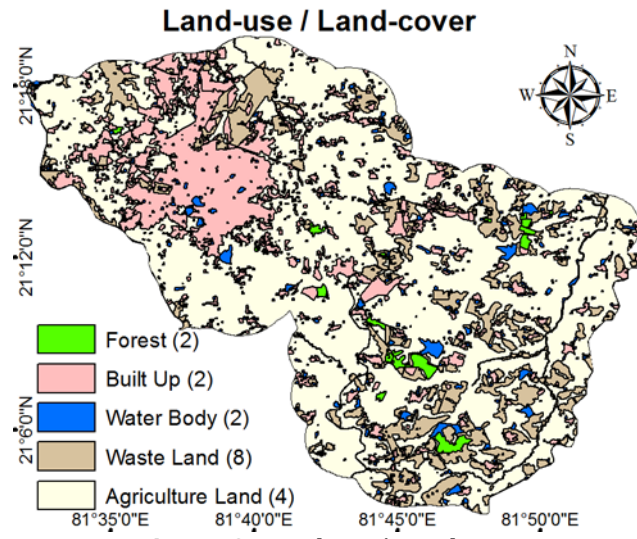 Land-use / Land-cover
21°18'0"N
N
W E
S
21°12'0"N
Forest (2)
Built Up (2)
Water Body (2)
Waste Land (8)
Agriculture Land (4)
21°6'0"N
81°35'0"E 81°40'0"E 81°45'0"E 81°50'0"E